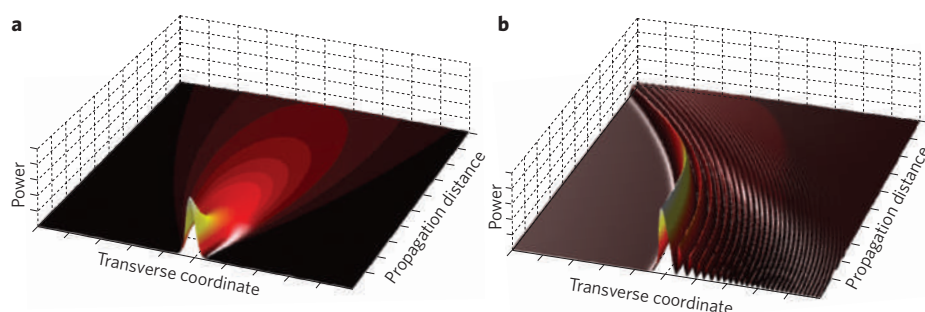 a
Power
Transverse coordinate
Propagation distance
b
Power
Transverse coordinate
Propagation distance